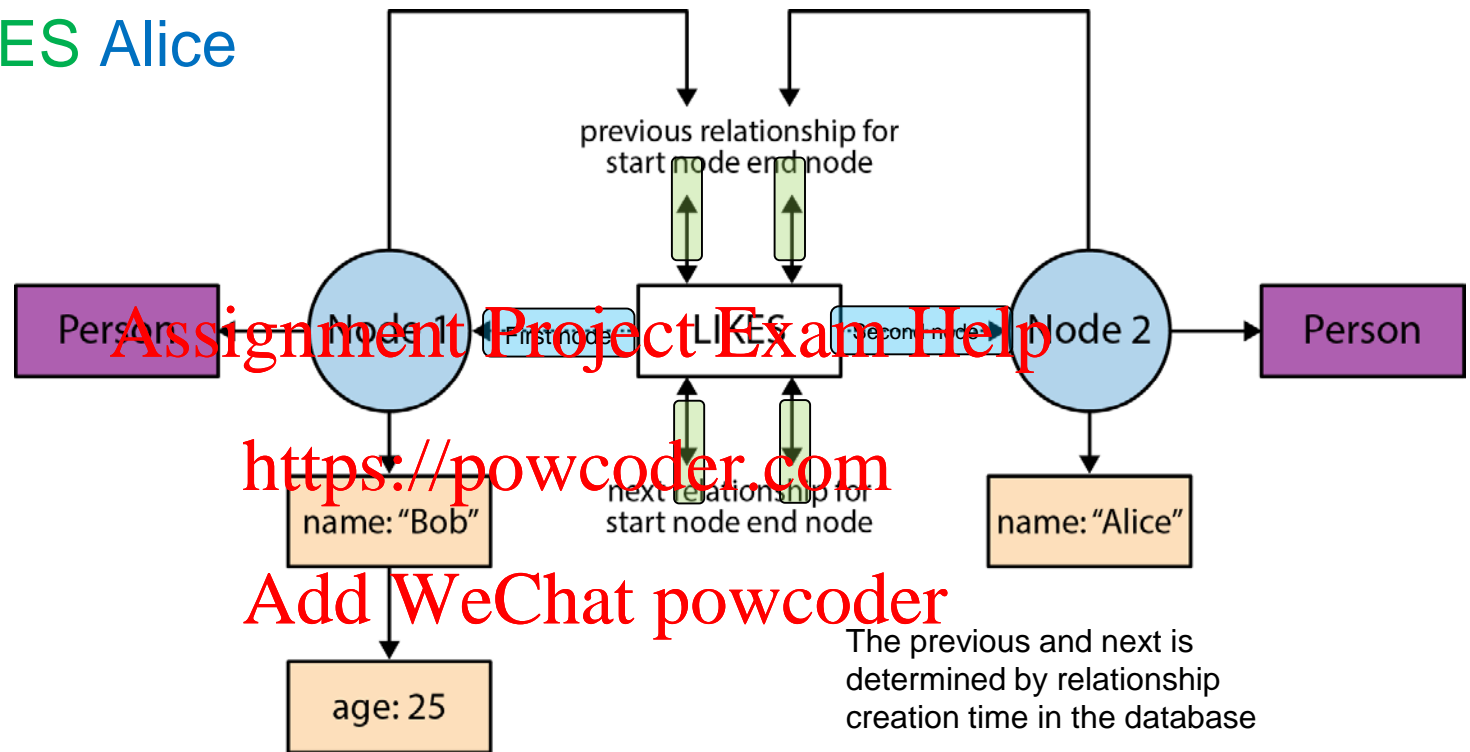 ES Alice
previous relationship for
start node end node
Person
Node 1
First node
LIKES
Second node
Node 2
Person
Assignment Project Exam Help
https://powcoder.com
next relationship for
start node end node
name: “Bob”
name: “Alice”
Add WeChat powcoder
The previous and next is
determined by relationship
creation time in the database
age: 25